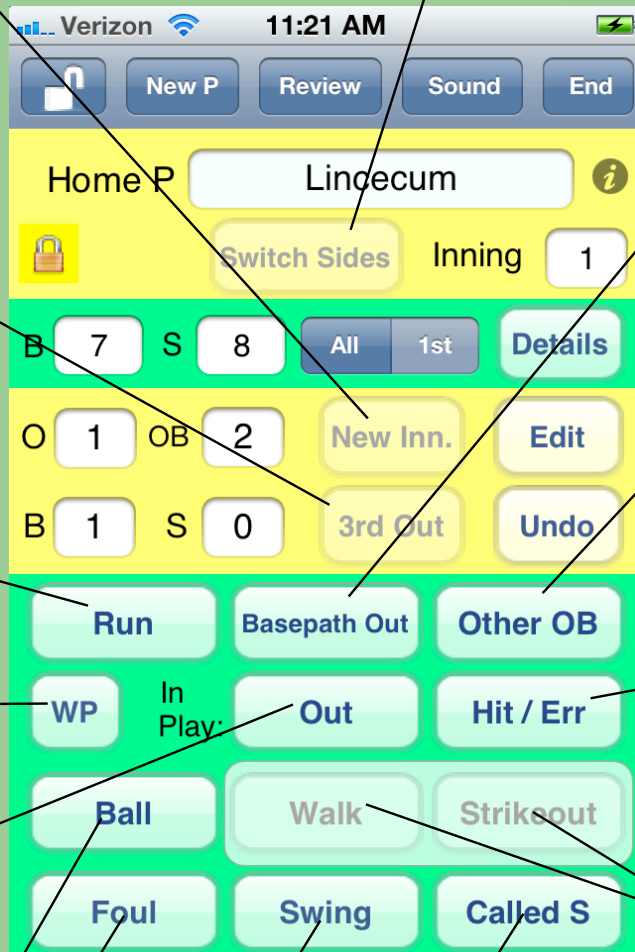 Verizon 11:21 AM
New P Review Sound End
Home P Lincecum i
Switch Sides Inning 1
B 7 S 8 All 1st Details
O 1 OB 2 New Inn. Edit
B 1 S 0 3rd Out Undo
Run Basepath Out Other OB
WP In Play: Out Hit / Err
Ball Walk Strikeout
Foul Swing Called S